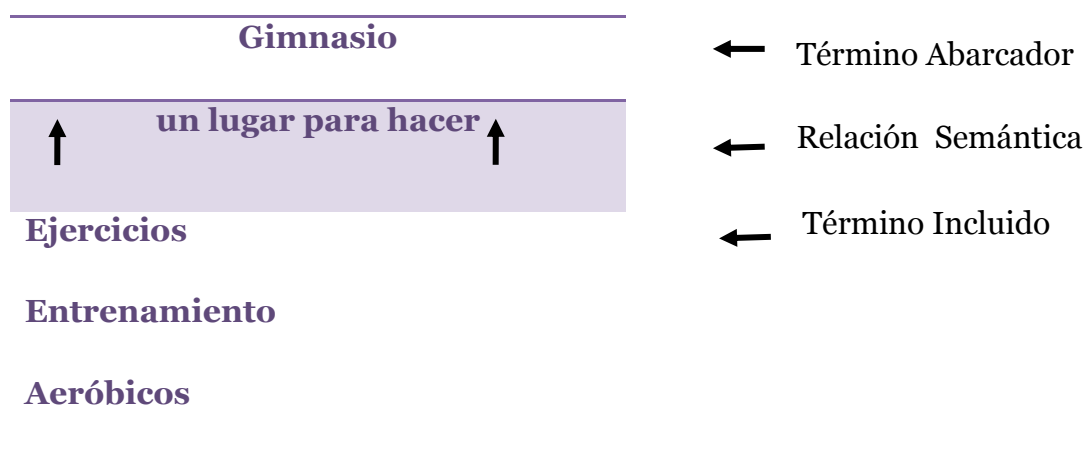 Gimnasio
Término Abarcador
un lugar para hacer
Relación Semántica
Ejercicios
Término Incluido
Entrenamiento
Aeróbicos